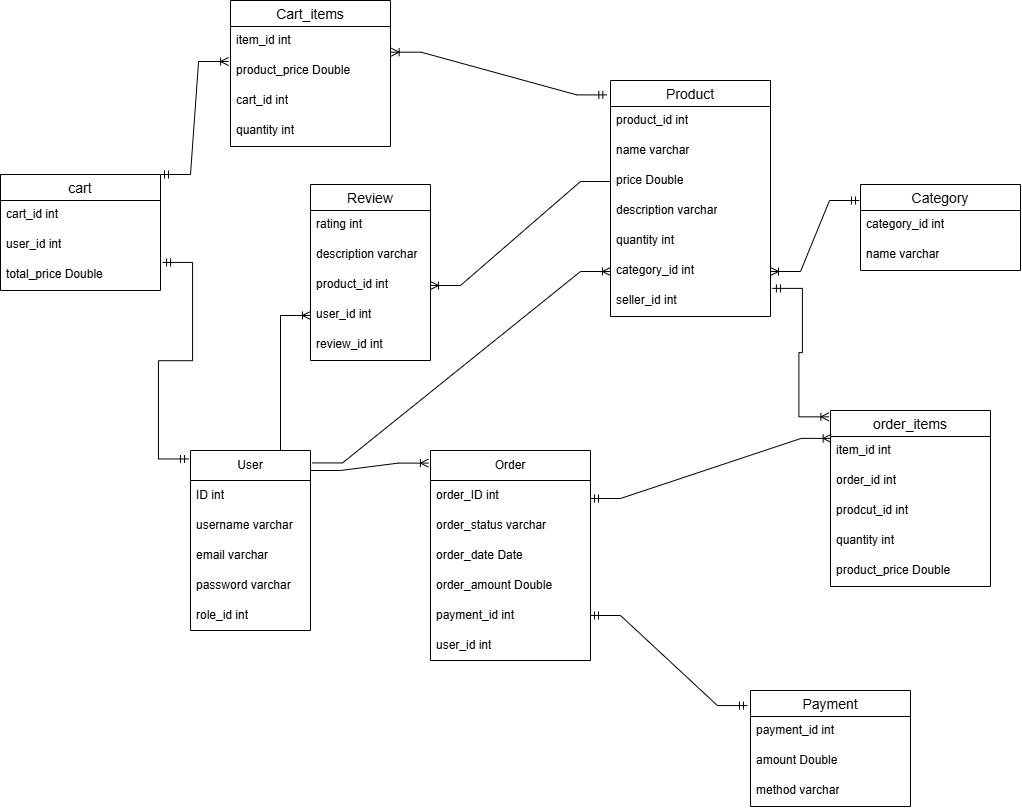 Cart_items
item_id int
product_price Double
cart_id int
quantity int
Product
product_id int
name varchar
price Double
description varchar
quantity int
category_id int
seller_id int
cart
cart_id int
user_id int
total_price Double
Review
rating int
description varchar
product_id int
user_id int
review_id int
Category
category_id int
name varchar
order_items
item_id int
order_id int
prodcut_id int
quantity int
product_price Double
User
ID int
username varchar
email varchar
password varchar
role_id int
Order
order_ID int
order_status varchar
order_date Date
order_amount Double
payment_id int
user_id int
Payment
payment_id int
amount Double
method varchar